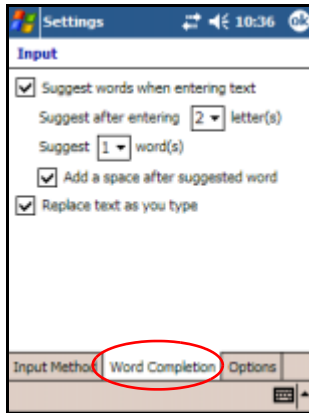 Settings 10:36 ok
Input
Suggest words when entering text
Suggest after entering 2 letter(s)
Suggest 1 word(s)
Add a space after suggested word
Replace text as you type
Input Method Word Completion Options